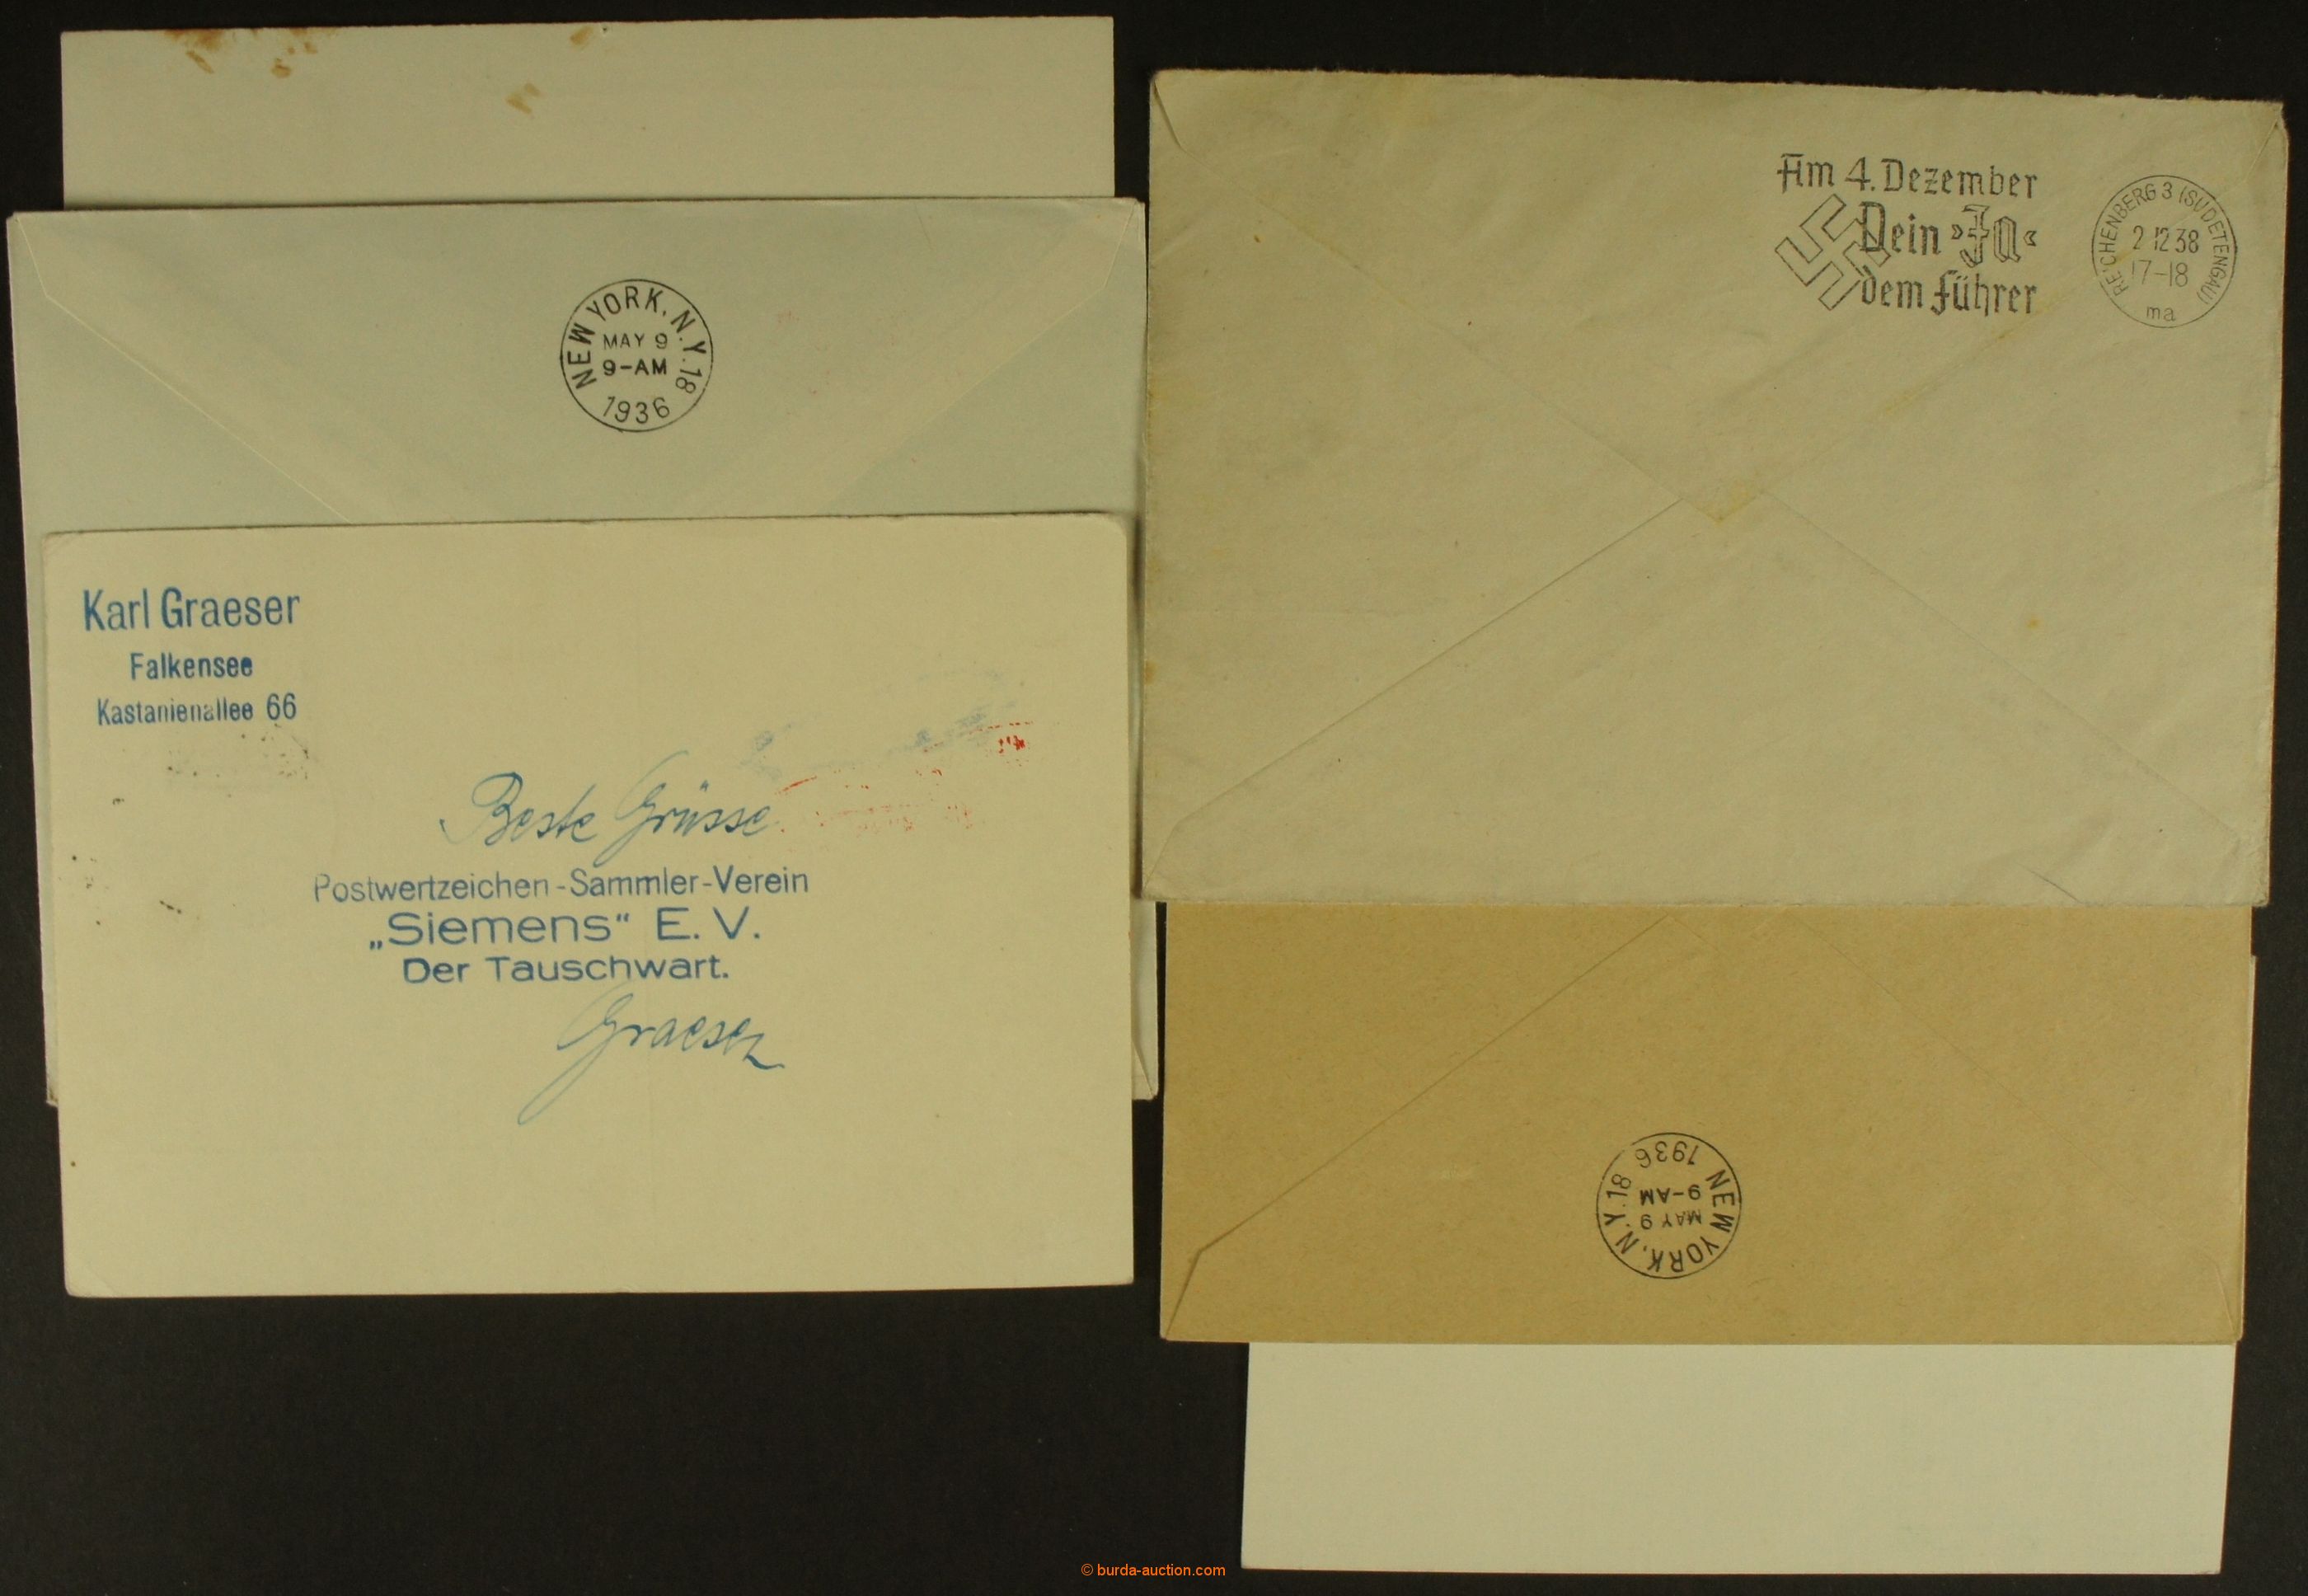 NEW YORK, N.Y. 18
MAY 9
9-AM
1936
Karl Graeser
Falkensee
Kastanienallee 66
Beste Grüsse
Postwertzeichen-Sammler-Verein
„Siemens“ E. V.
Der Tauschwart.
Graeser
Am 4. Dezember
Dein »Ja«
dem Führer
REICHENBERG 3 (SUDETENGAU)
2 12 38
17-18
ma
NEW YORK, N.Y. 18
MAY 9
9-AM
1936
© burda-auction.com